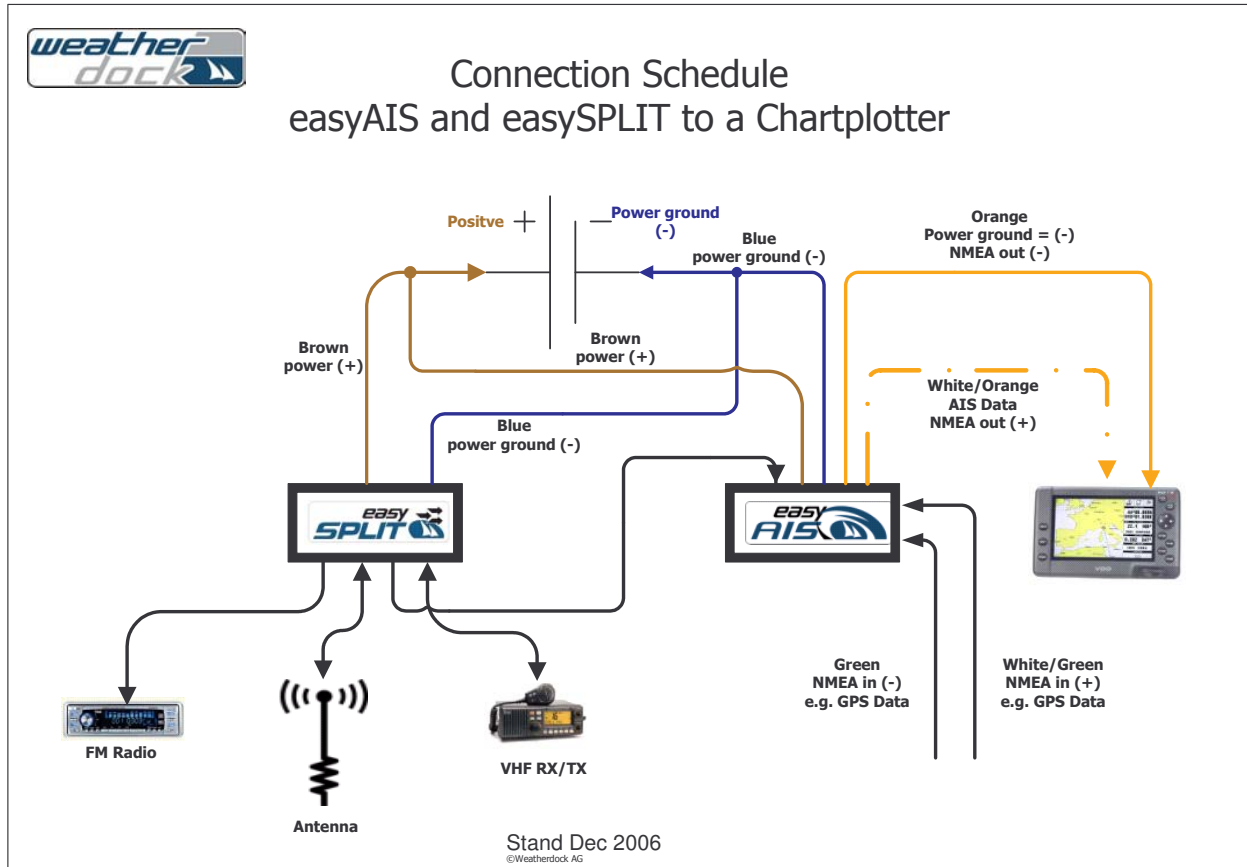 weather
dock
Connection Schedule
easyAIS and easySPLIT to a Chartplotter
Positve +
Power ground
(-)
Blue
power ground (-)
Orange
Power ground = (-)
NMEA out (-)
Brown
power (+)
Brown
power (+)
White/Orange
AIS Data
NMEA out (+)
Blue
power ground (-)
easy
SPLIT
easy
AIS
VDO
Green
NMEA in (-)
e.g. GPS Data
White/Green
NMEA in (+)
e.g. GPS Data
FM Radio
VHF RX/TX
Antenna
Stand Dec 2006
©Weatherdock AG